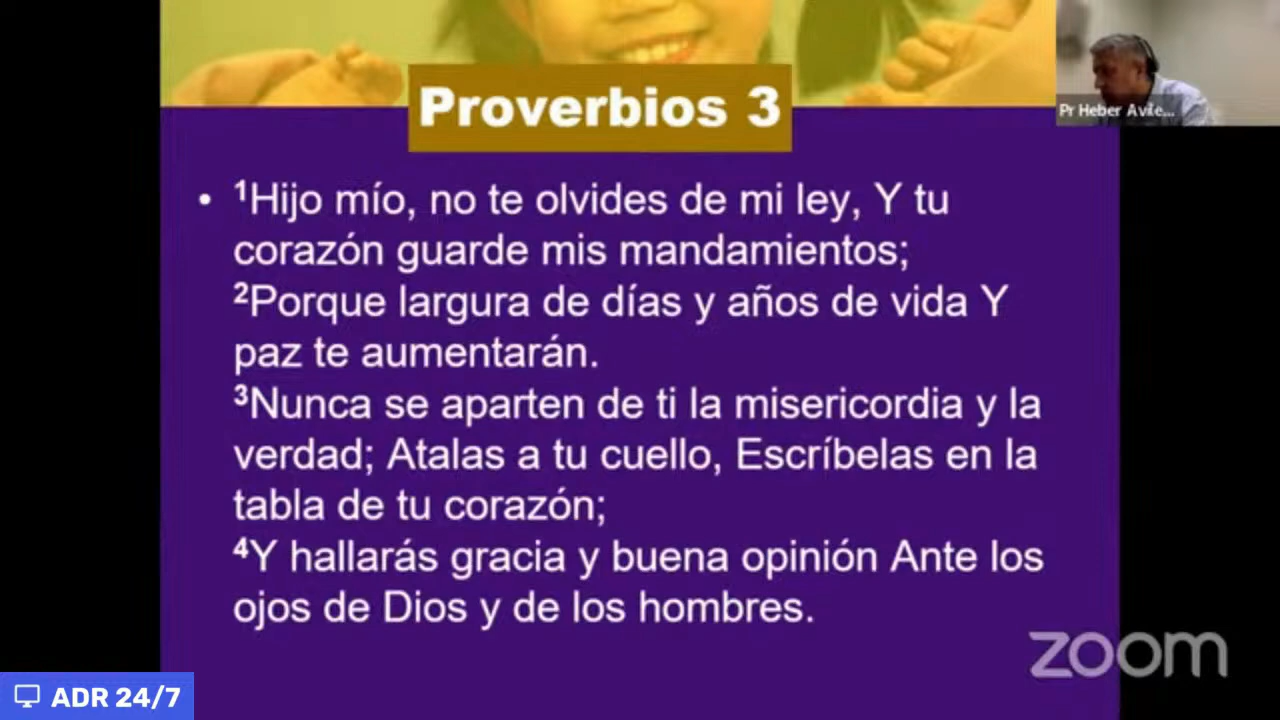 Proverbios 3
Pr Heber Avile...
• ¹Hijo mío, no te olvides de mi ley, Y tu
corazón guarde mis mandamientos;
²Porque largura de días y años de vida Y
paz te aumentarán.
³Nunca se aparten de ti la misericordia y la
verdad; Atalas a tu cuello, Escríbelas en la
tabla de tu corazón;
⁴Y hallarás gracia y buena opinión Ante los
ojos de Dios y de los hombres.
zoom
ADR 24/7